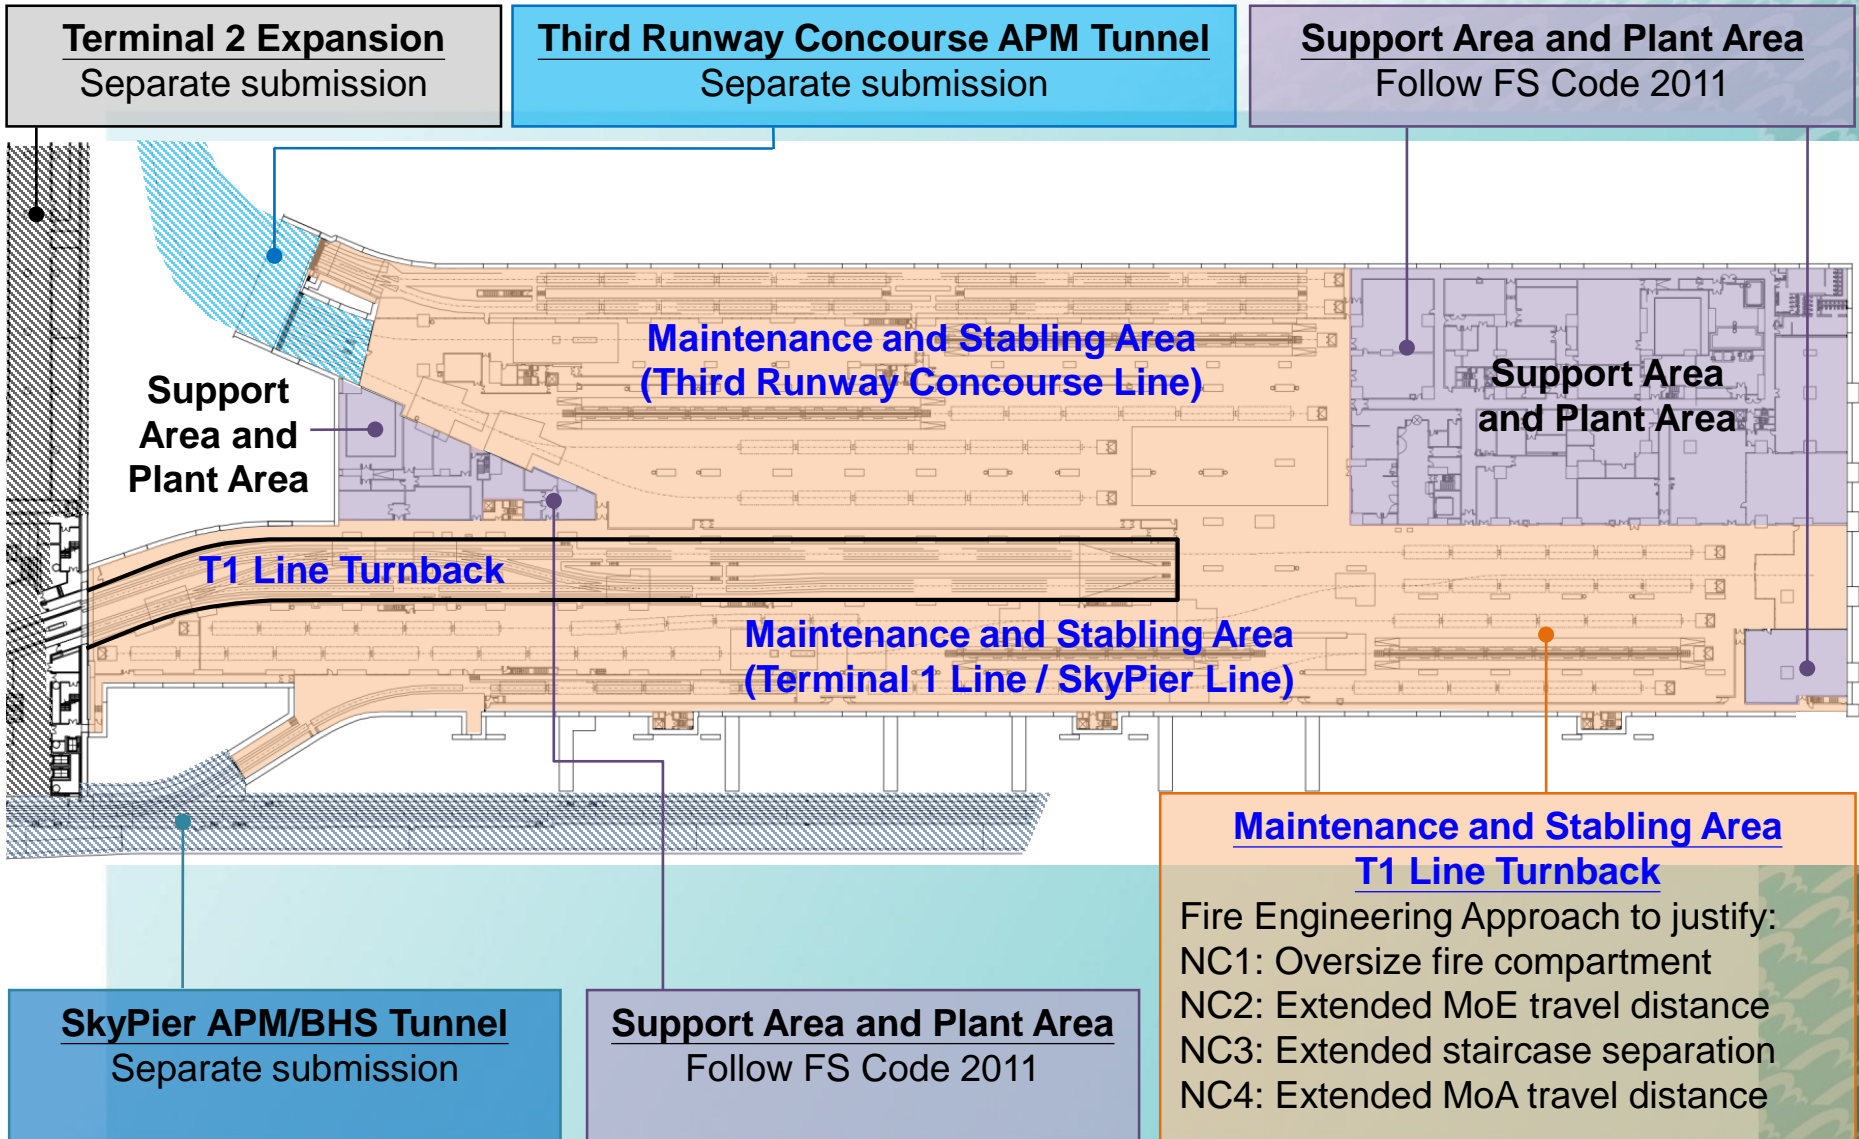 Terminal 2 Expansion
Separate submission
Third Runway Concourse APM Tunnel
Separate submission
Support Area and Plant Area
Follow FS Code 2011
Maintenance and Stabling Area
(Third Runway Concourse Line)
Support
Area and
Plant Area
Support Area
and Plant Area
T1 Line Turnback
Maintenance and Stabling Area
(Terminal 1 Line / SkyPier Line)
Maintenance and Stabling Area
T1 Line Turnback
Fire Engineering Approach to justify:
NC1: Oversize fire compartment
NC2: Extended MoE travel distance
NC3: Extended staircase separation
NC4: Extended MoA travel distance
SkyPier APM/BHS Tunnel
Separate submission
Support Area and Plant Area
Follow FS Code 2011